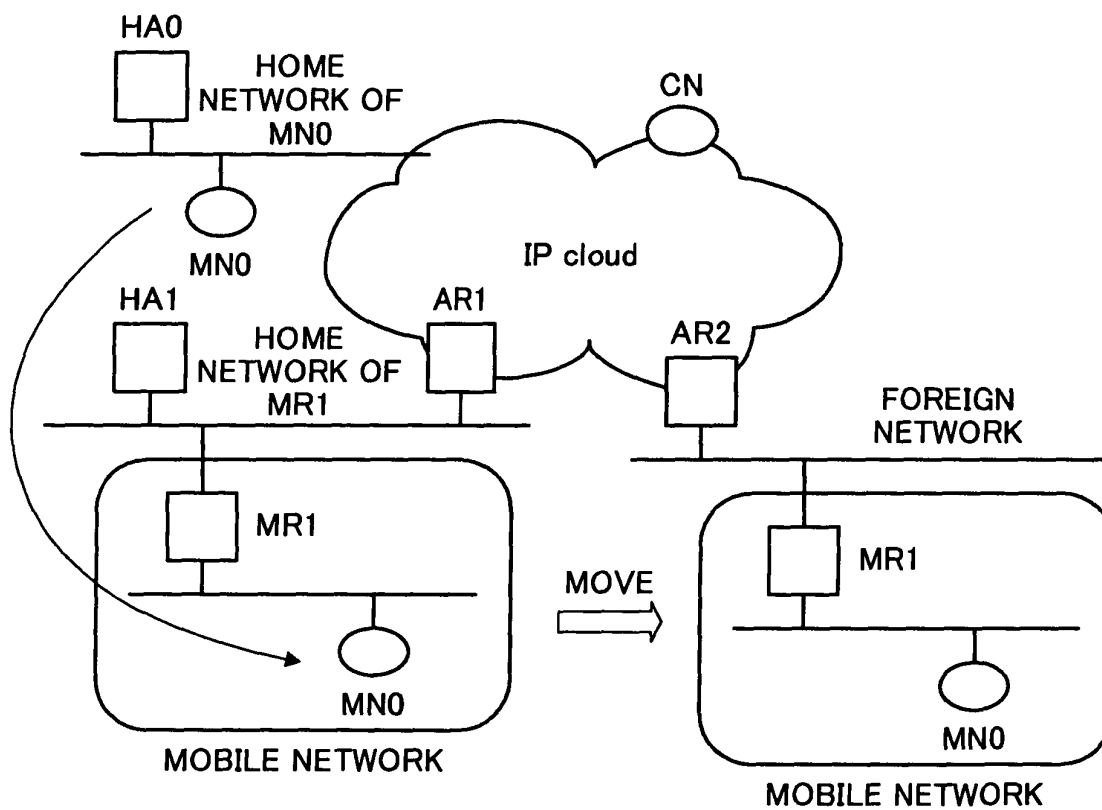 HA0
HOME
NETWORK OF
MN0
CN
MN0
IP cloud
HA1
HOME
NETWORK OF
MR1
AR1
AR2
FOREIGN
NETWORK
MR1
MOVE
MR1
MN0
MN0
MOBILE NETWORK
MOBILE NETWORK